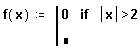 f(x) := | 0 if |x|>2